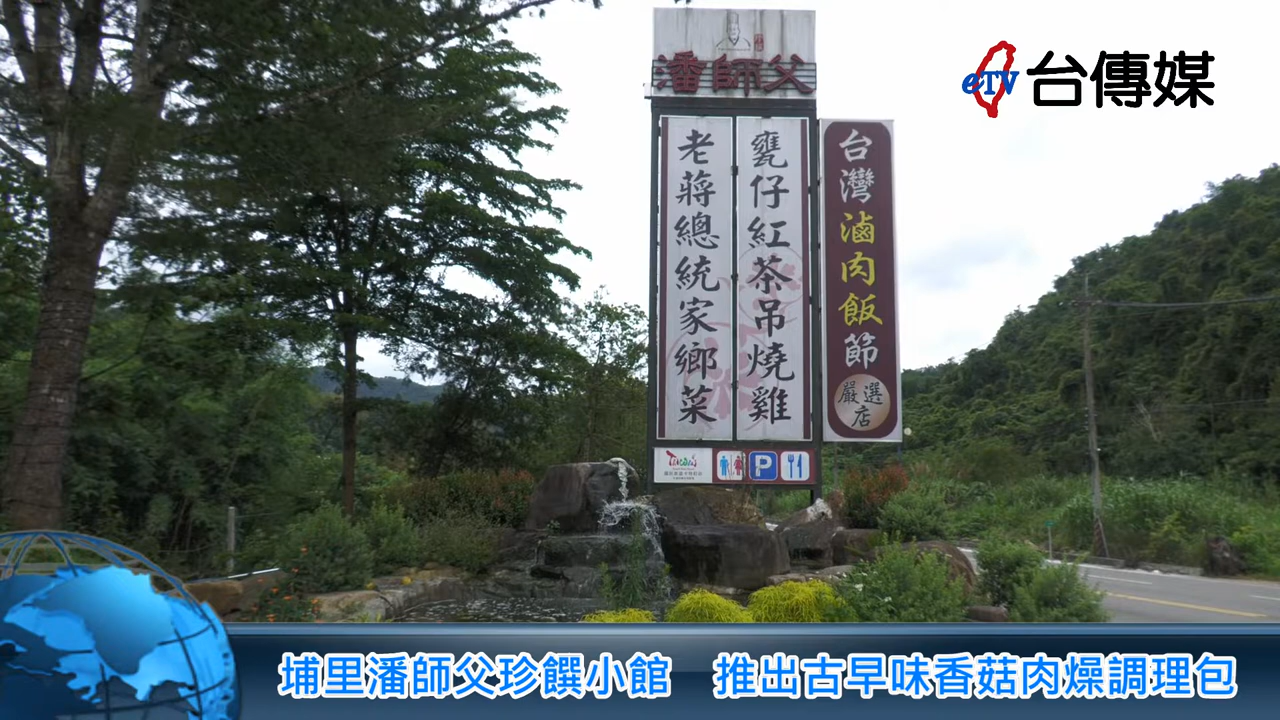 潘師父
老蔣總統家鄉菜
甕仔紅茶吊燒雞
台灣滷肉飯節
嚴選店
P
eTV 台傳媒
埔里潘師父珍饌小館 推出古早味香菇肉燥調理包